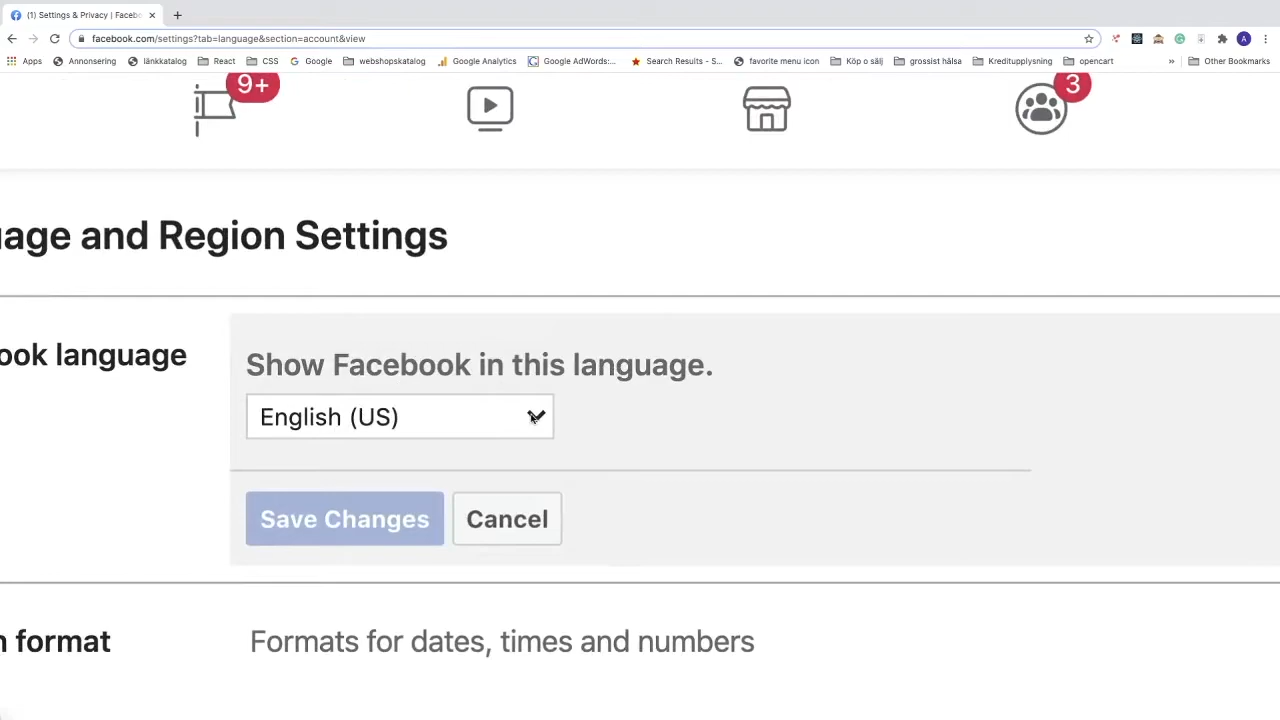 (1) Settings & Privacy | Facebo
facebook.com/settings?tab=language&section=account&view
A
Apps Annonsering länkkatalog React CSS Google webshopskatalog Google Analytics Google AdWords:... Search Results - S... favorite menu icon Köp o sälj grossist hälsa Kreditupplysning opencart » Other Bookmarks
9+ 3
uage and Region Settings
ook language
Show Facebook in this language.
English (US)
Save Changes Cancel
n format Formats for dates, times and numbers